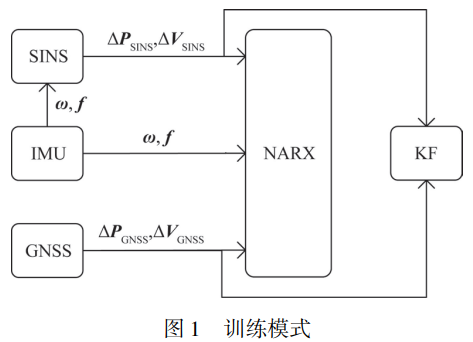 SINS
ΔP_SINS,ΔV_SINS
ω,f
IMU
ω,f
NARX
KF
GNSS
ΔP_GNSS,ΔV_GNSS
图 1 训练模式